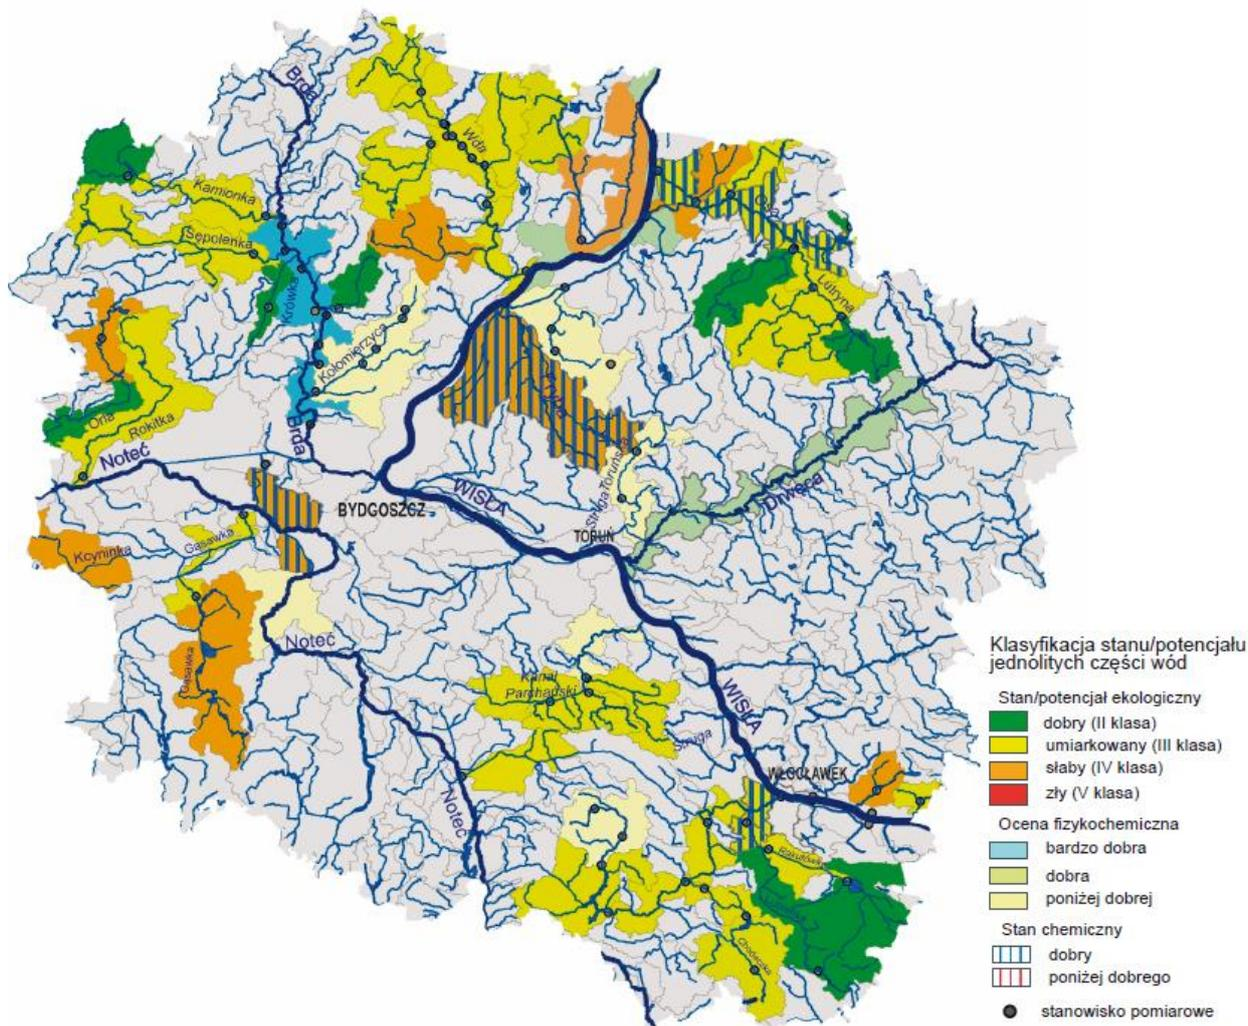 Brda
Wda
Kamionka
Osa
Sępolenka
Krówka
Lutryna
Kołomierzyca
Orla
Rokitka
Noteć
Brda
WISŁA
Struga Toruńska
Drwęca
BYDGOSZCZ
TORUŃ
Gąsawka
Kcyninka
Noteć
Gąsawka
Kanał
Parchański
WISŁA
Struga
WŁOCŁAWEK
Noteć
Rakutówka
Chodeczka
Klasyfikacja stanu/potencjału
jednolitych części wód
Stan/potencjał ekologiczny
dobry (II klasa)
umiarkowany (III klasa)
słaby (IV klasa)
zły (V klasa)
Ocena fizykochemiczna
bardzo dobra
dobra
poniżej dobrej
Stan chemiczny
dobry
poniżej dobrego
stanowisko pomiarowe